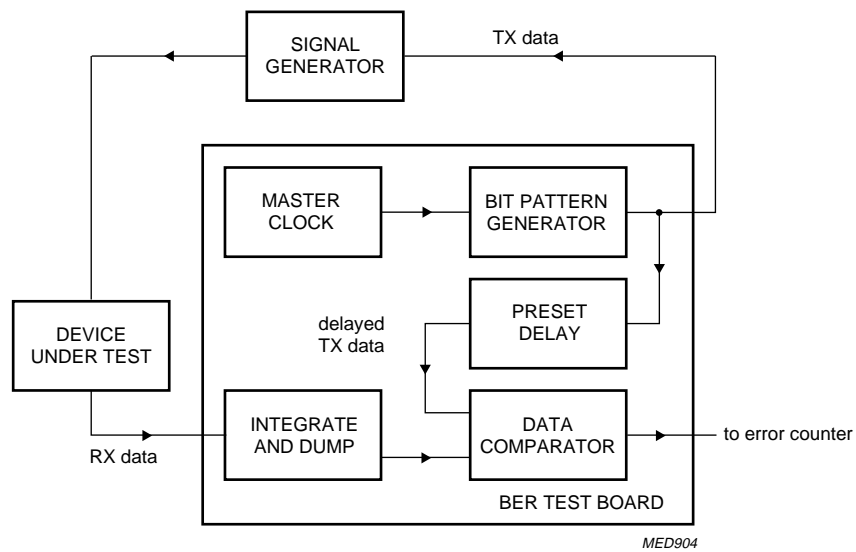 SIGNAL
GENERATOR
TX data
MASTER
CLOCK
BIT PATTERN
GENERATOR
DEVICE
UNDER TEST
delayed
TX data
PRESET
DELAY
INTEGRATE
AND DUMP
DATA
COMPARATOR
to error counter
RX data
BER TEST BOARD
MED904